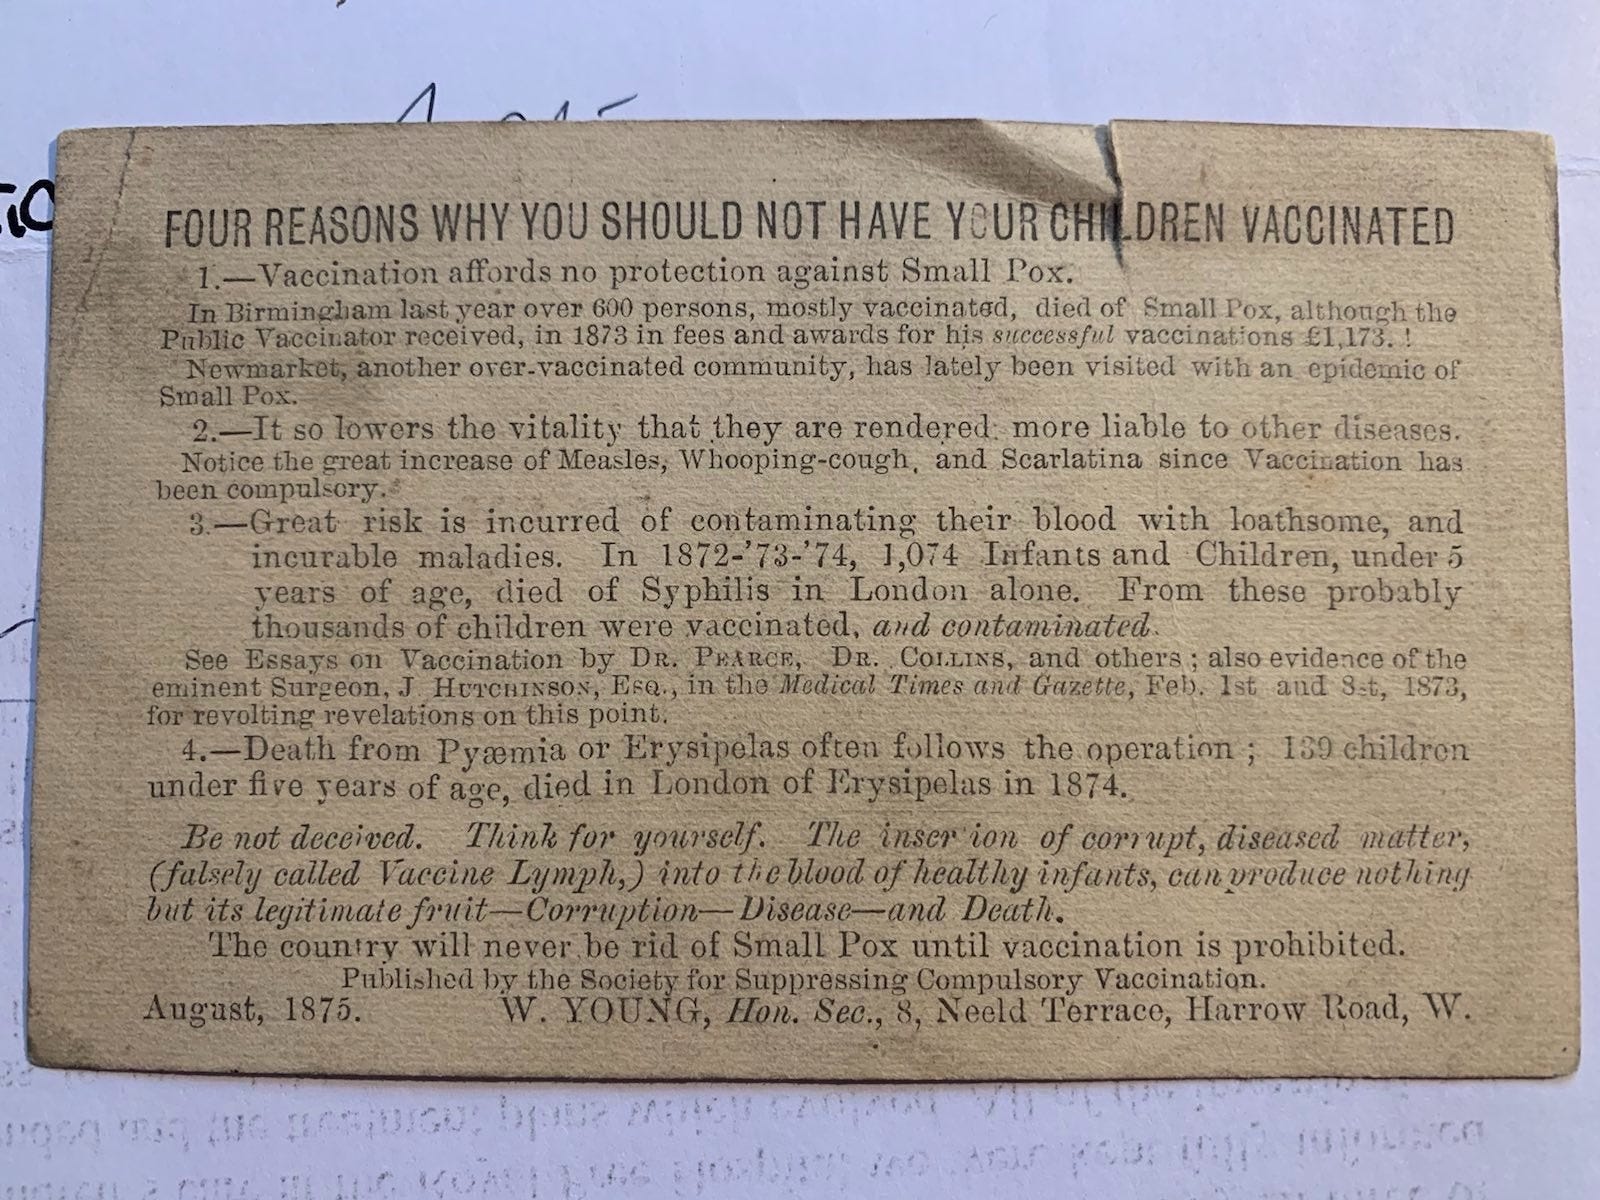 FOUR REASONS WHY YOU SHOULD NOT HAVE YOUR CHILDREN VACCINATED
1.—Vaccination affords no protection against Small Pox.
In Birmingham last year over 600 persons, mostly vaccinated, died of Small Pox, although the
Public Vaccinator received, in 1873 in fees and awards for his successful vaccinations £1,173. !
Newmarket, another over-vaccinated community, has lately been visited with an epidemic of
Small Pox.
2.—It so lowers the vitality that they are rendered more liable to other diseases.
Notice the great increase of Measles, Whooping-cough, and Scarlatina since Vaccination has
been compulsory.
3.—Great risk is incurred of contaminating their blood with loathsome, and
incurable maladies. In 1872-'73-'74, 1,074 Infants and Children, under 5
years of age, died of Syphilis in London alone. From these probably
thousands of children were vaccinated, and contaminated.
See Essays on Vaccination by DR. PEARCE, DR. COLLINS, and others ; also evidence of the
eminent Surgeon, J HUTCHINSON, ESQ., in the Medical Times and Gazette, Feb. 1st and 8st, 1873,
for revolting revelations on this point.
4.—Death from Pyæmia or Erysipelas often follows the operation ; 139 children
under five years of age, died in London of Erysipelas in 1874.
Be not deceived. Think for yourself. The inser ion of corrupt, diseased matter,
(falsely called Vaccine Lymph,) into the blood of healthy infants, can produce nothing
but its legitimate fruit—Corruption—Disease—and Death.
The country will never be rid of Small Pox until vaccination is prohibited.
Published by the Society for Suppressing Compulsory Vaccination.
August, 1875. W. YOUNG, Hon. Sec., 8, Neeld Terrace, Harrow Road, W.